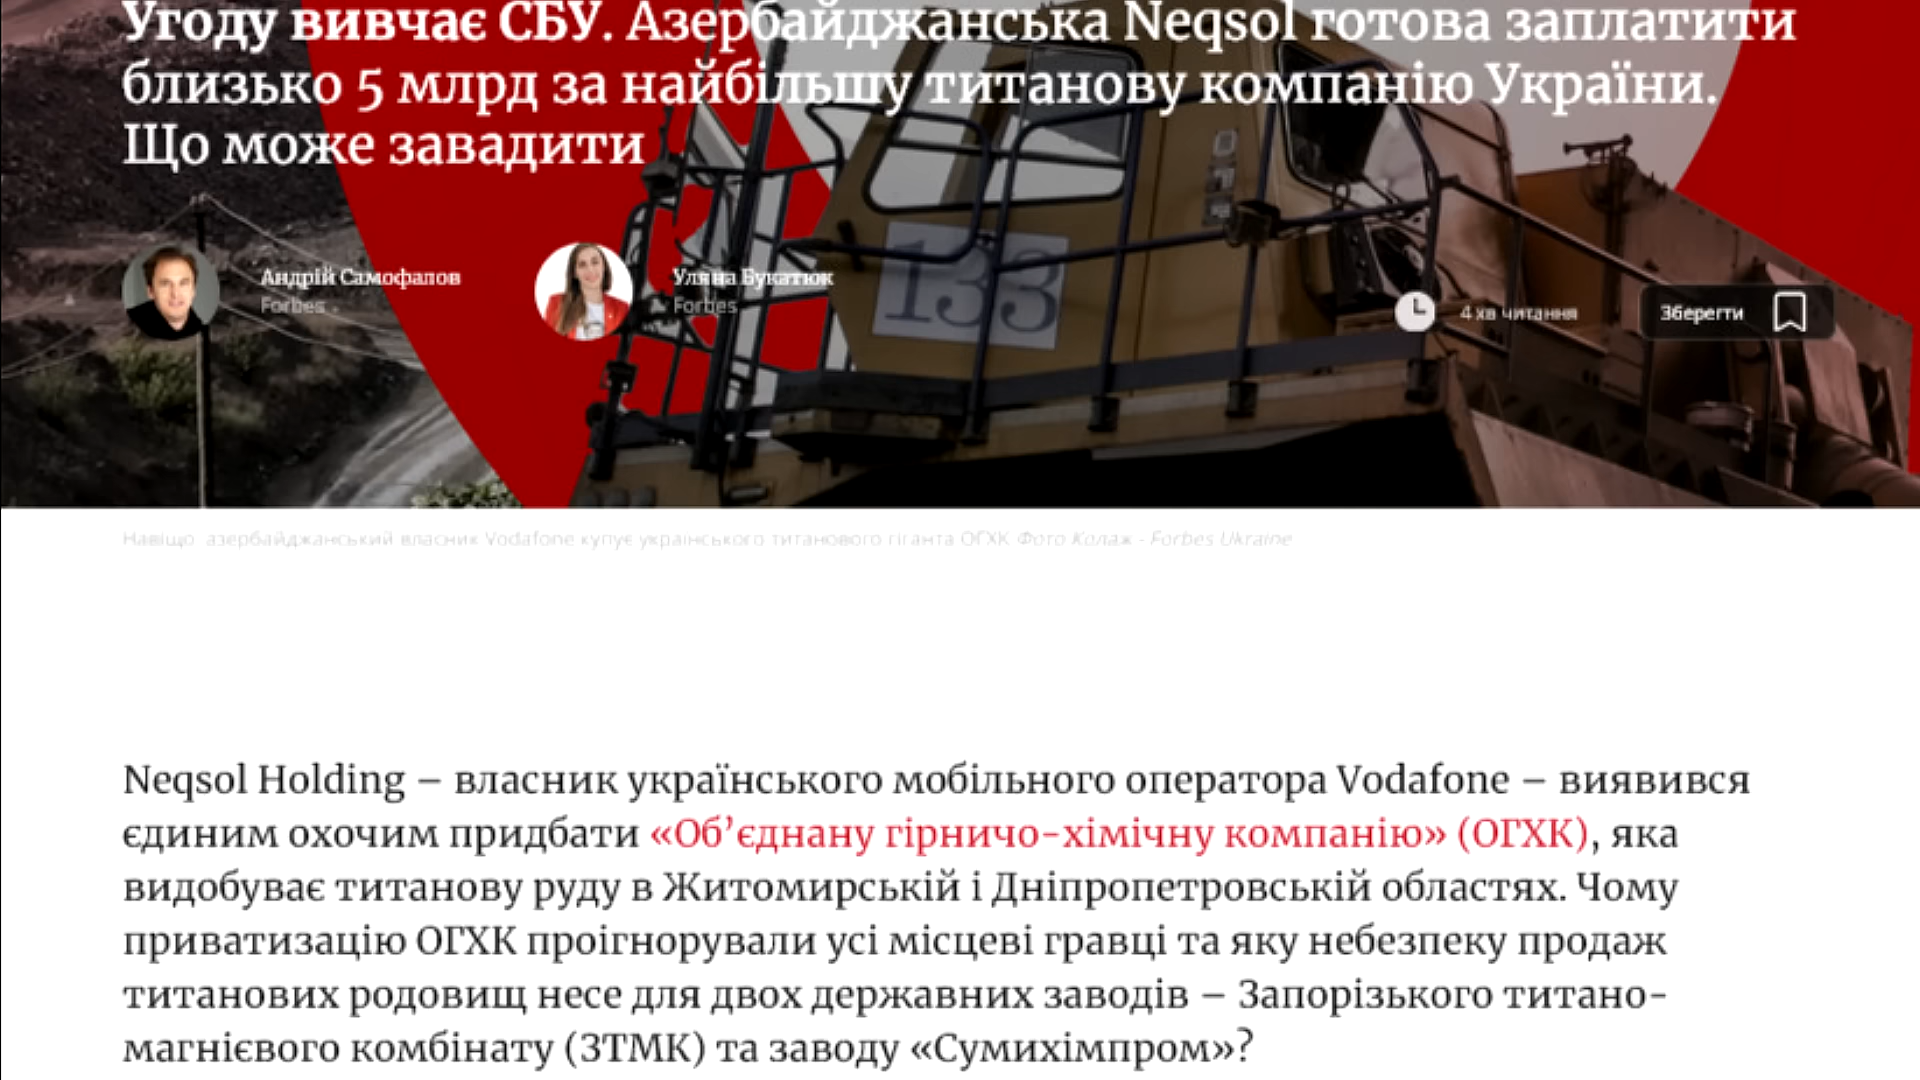 Угоду вивчає СБУ. Азербайджанська Neqsol готова заплатити
близько 5 млрд за найбільшу титанову компанію України.
Що може завадити
Андрій Самофалов
Forbes
Уляна Букатюк
Forbes
4 хв читання
Зберегти
133
Навіщо азербайджанський власник Vodafone купує українського титанового гіганта ОГХК Фото Колаж - Forbes Ukraine
Neqsol Holding – власник українського мобільного оператора Vodafone – виявився
єдиним охочим придбати «Об’єднану гірничо-хімічну компанію» (ОГХК), яка
видобуває титанову руду в Житомирській і Дніпропетровській областях. Чому
приватизацію ОГХК проігнорували усі місцеві гравці та яку небезпеку продаж
титанових родовищ несе для двох державних заводів – Запорізького титано-
магнієвого комбінату (ЗТМК) та заводу «Сумихімпром»?